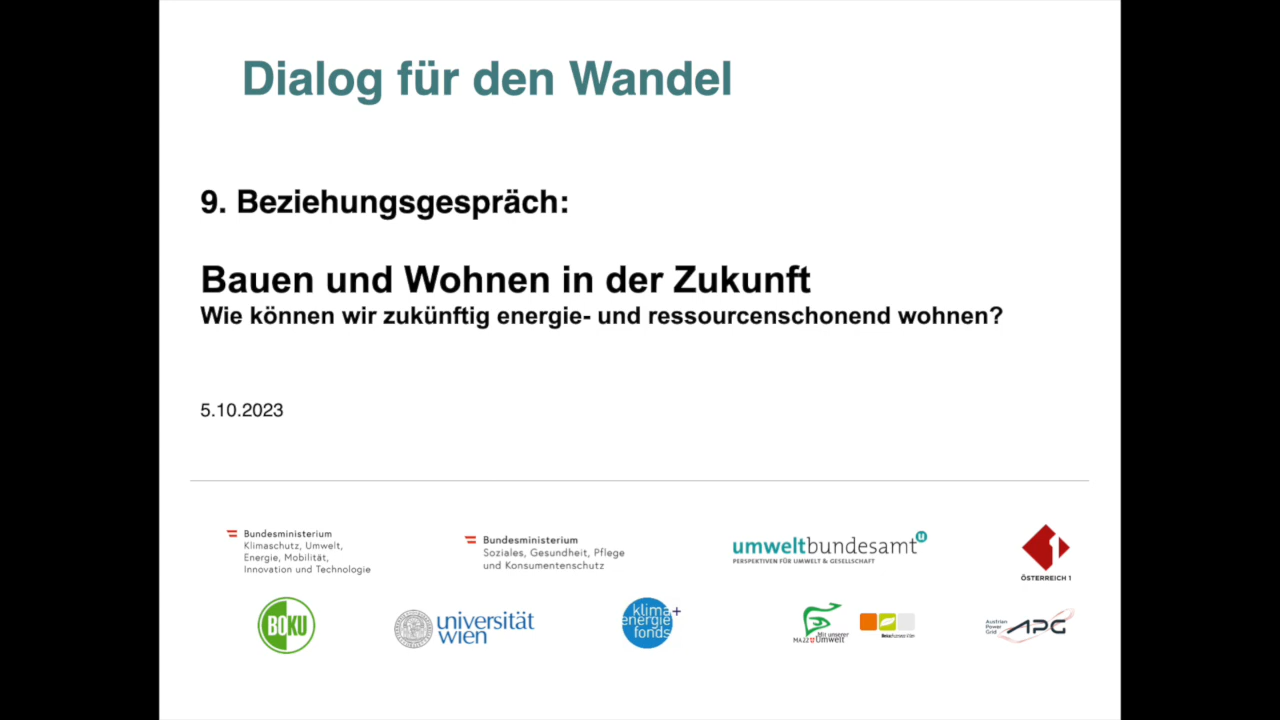 Dialog für den Wandel
9. Beziehungsgespräch:
Bauen und Wohnen in der Zukunft
Wie können wir zukünftig energie- und ressourcenschonend wohnen?
5.10.2023
Bundesministerium
Klimaschutz, Umwelt,
Energie, Mobilität,
Innovation und Technologie
Bundesministerium
Soziales, Gesundheit, Pflege
und Konsumentenschutz
umweltbundesamt u
PERSPEKTIVEN FÜR UMWELT & GESELLSCHAFT
1
ÖSTERREICH 1
BOKU
universität
wien
klima+
energie
fonds
Mit unserer
MA22 Umwelt
Austrian
Power
Grid
APG